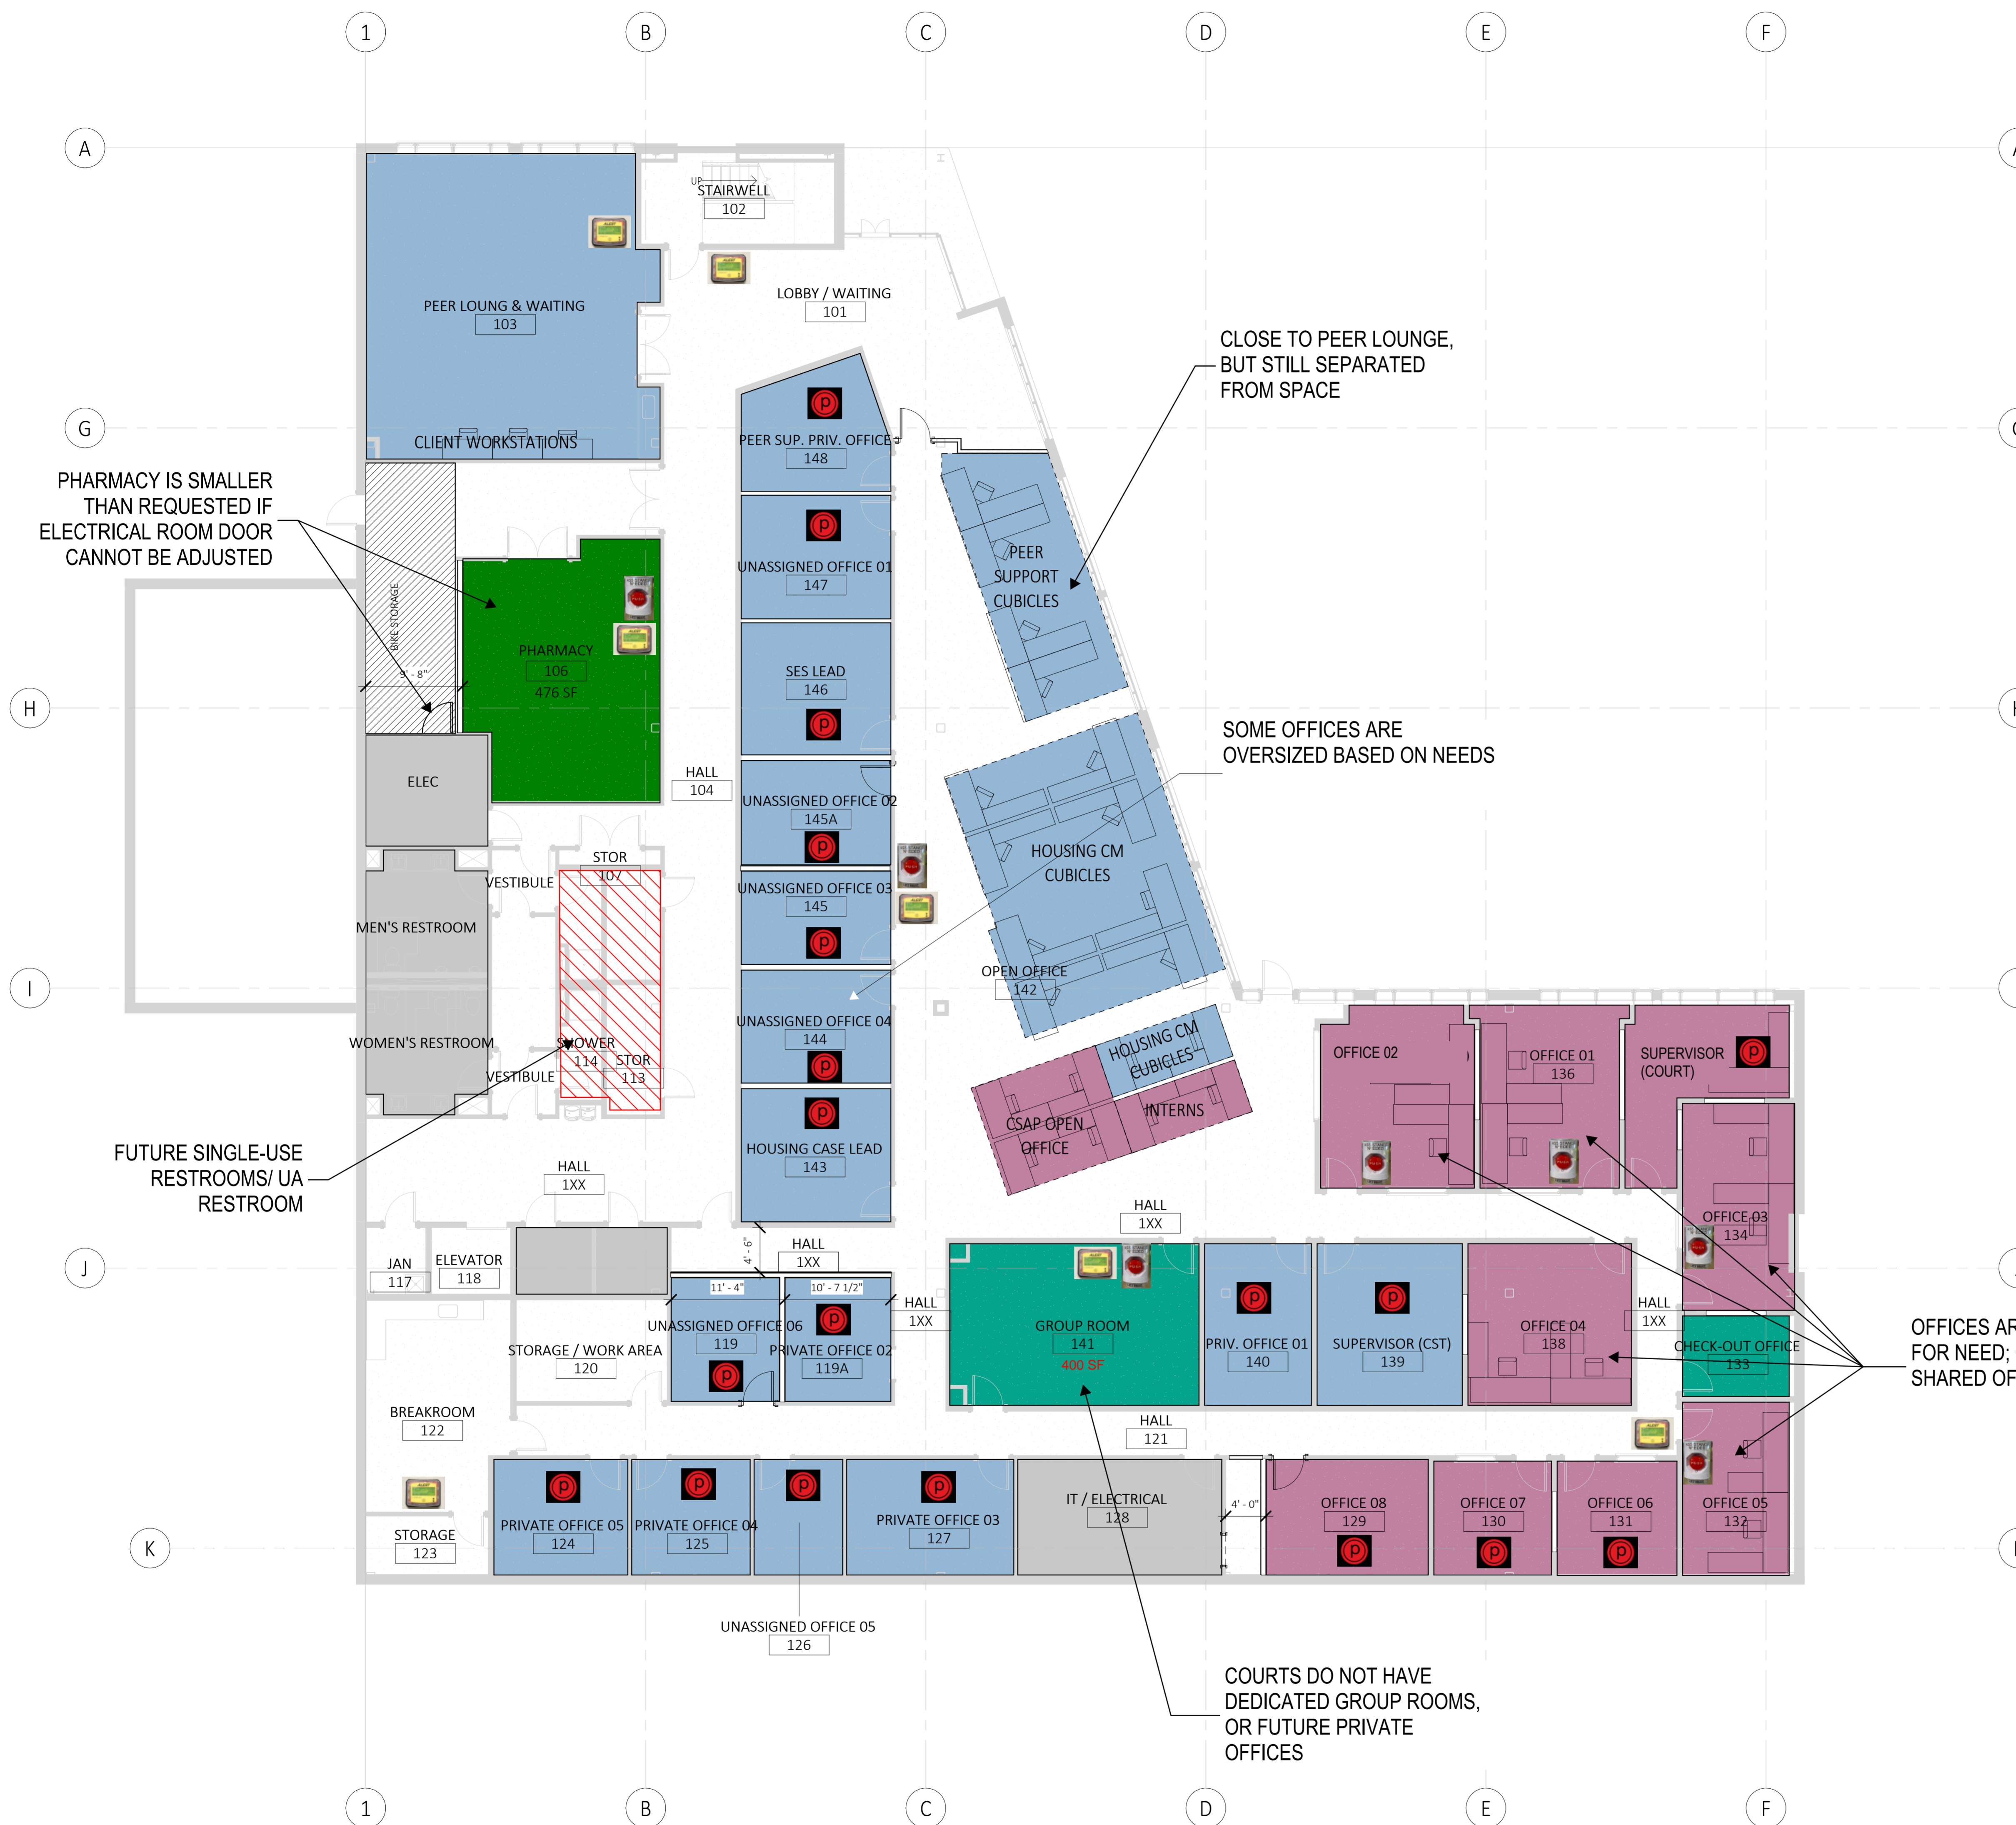 1
B
C
D
E
F
A
UP
STAIRWELL
102
LOBBY / WAITING
101
PEER LOUNG & WAITING
103
CLOSE TO PEER LOUNGE,
BUT STILL SEPARATED
FROM SPACE
G
CLIENT WORKSTATIONS
PEER SUP. PRIV. OFFICE
148
PHARMACY IS SMALLER
THAN REQUESTED IF
ELECTRICAL ROOM DOOR
CANNOT BE ADJUSTED
UNASSIGNED OFFICE 01
147
PEER
SUPPORT
CUBICLES
BIKE STORAGE
9' - 8"
PHARMACY
106
476 SF
SES LEAD
146
H
SOME OFFICES ARE
OVERSIZED BASED ON NEEDS
ELEC
HALL
104
UNASSIGNED OFFICE 02
145A
HOUSING CM
CUBICLES
STOR
107
VESTIBULE
UNASSIGNED OFFICE 03
145
MEN'S RESTROOM
OPEN OFFICE
142
I
UNASSIGNED OFFICE 04
144
WOMEN'S RESTROOM
SHOWER
114
STOR
113
VESTIBULE
HOUSING CM
CUBICLES
INTERNS
CSAP OPEN
OFFICE
OFFICE 02
OFFICE 01
136
SUPERVISOR
(COURT)
HOUSING CASE LEAD
143
FUTURE SINGLE-USE
RESTROOMS/ UA
RESTROOM
HALL
1XX
HALL
1XX
OFFICE 03
134
J
JAN
117
ELEVATOR
118
4' - 6"
HALL
1XX
11' - 4"
10' - 7 1/2"
HALL
1XX
HALL
1XX
STORAGE / WORK AREA
120
UNASSIGNED OFFICE 06
119
PRIVATE OFFICE 02
119A
GROUP ROOM
141
400 SF
PRIV. OFFICE 01
140
SUPERVISOR (CST)
139
OFFICE 04
138
CHECK-OUT OFFICE
133
OFFICES AR
FOR NEED;
SHARED OF
BREAKROOM
122
HALL
121
STORAGE
123
PRIVATE OFFICE 05
124
PRIVATE OFFICE 04
125
PRIVATE OFFICE 03
127
IT / ELECTRICAL
128
4' - 0"
OFFICE 08
129
OFFICE 07
130
OFFICE 06
131
OFFICE 05
132
K
UNASSIGNED OFFICE 05
126
COURTS DO NOT HAVE
DEDICATED GROUP ROOMS,
OR FUTURE PRIVATE
OFFICES
1
B
C
D
E
F